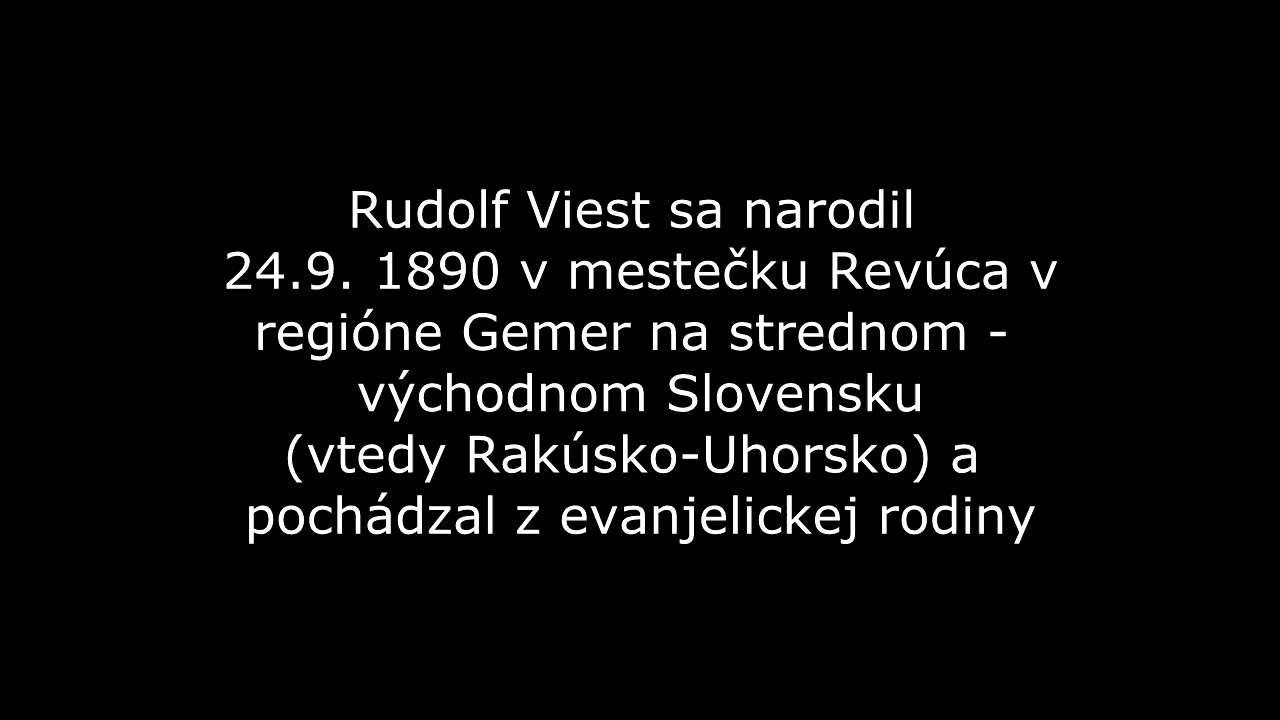 Rudolf Viest sa narodil
24.9. 1890 v mestečku Revúca v
regióne Gemer na strednom -
východnom Slovensku
(vtedy Rakúsko-Uhorsko) a
pochádzal z evanjelickej rodiny